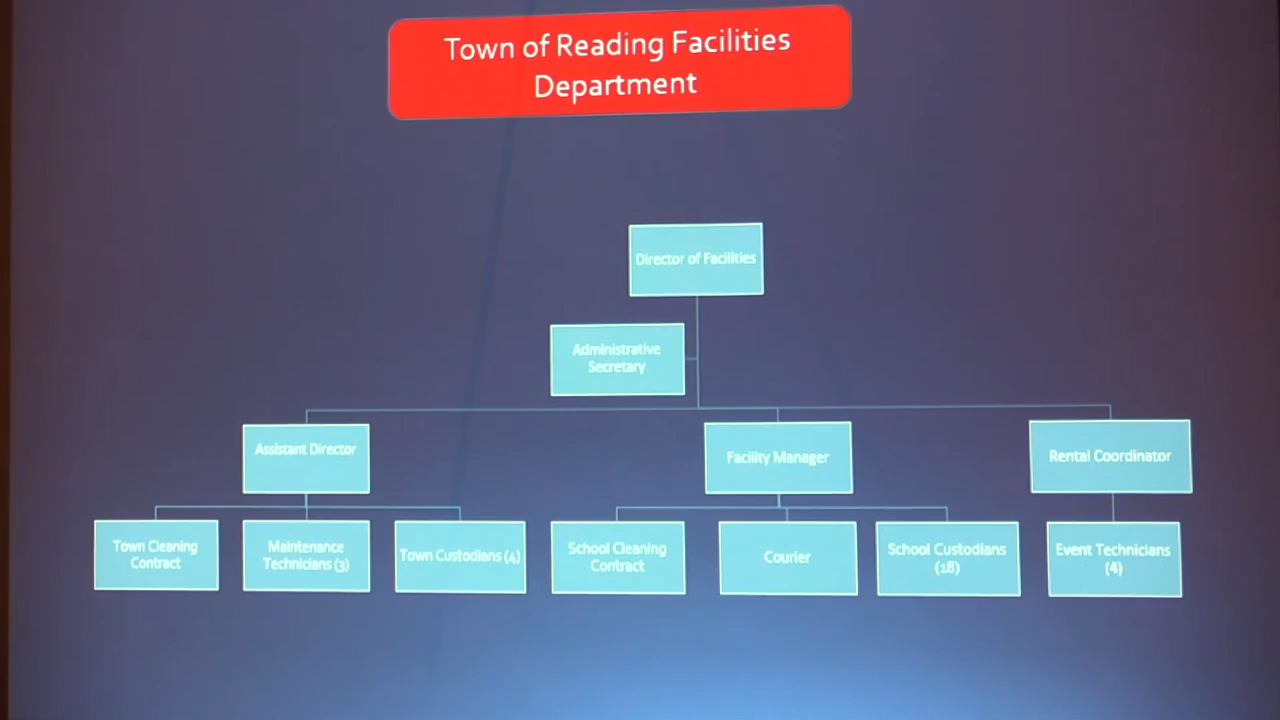 Town of Reading Facilities
Department
Director of Facilities
Administrative
Secretary
Assistant Director
Facility Manager
Rental Coordinator
Town Cleaning
Contract
Maintenance
Technicians (3)
Town Custodians (4)
School Cleaning
Contract
Courier
School Custodians
(18)
Event Technicians
(4)